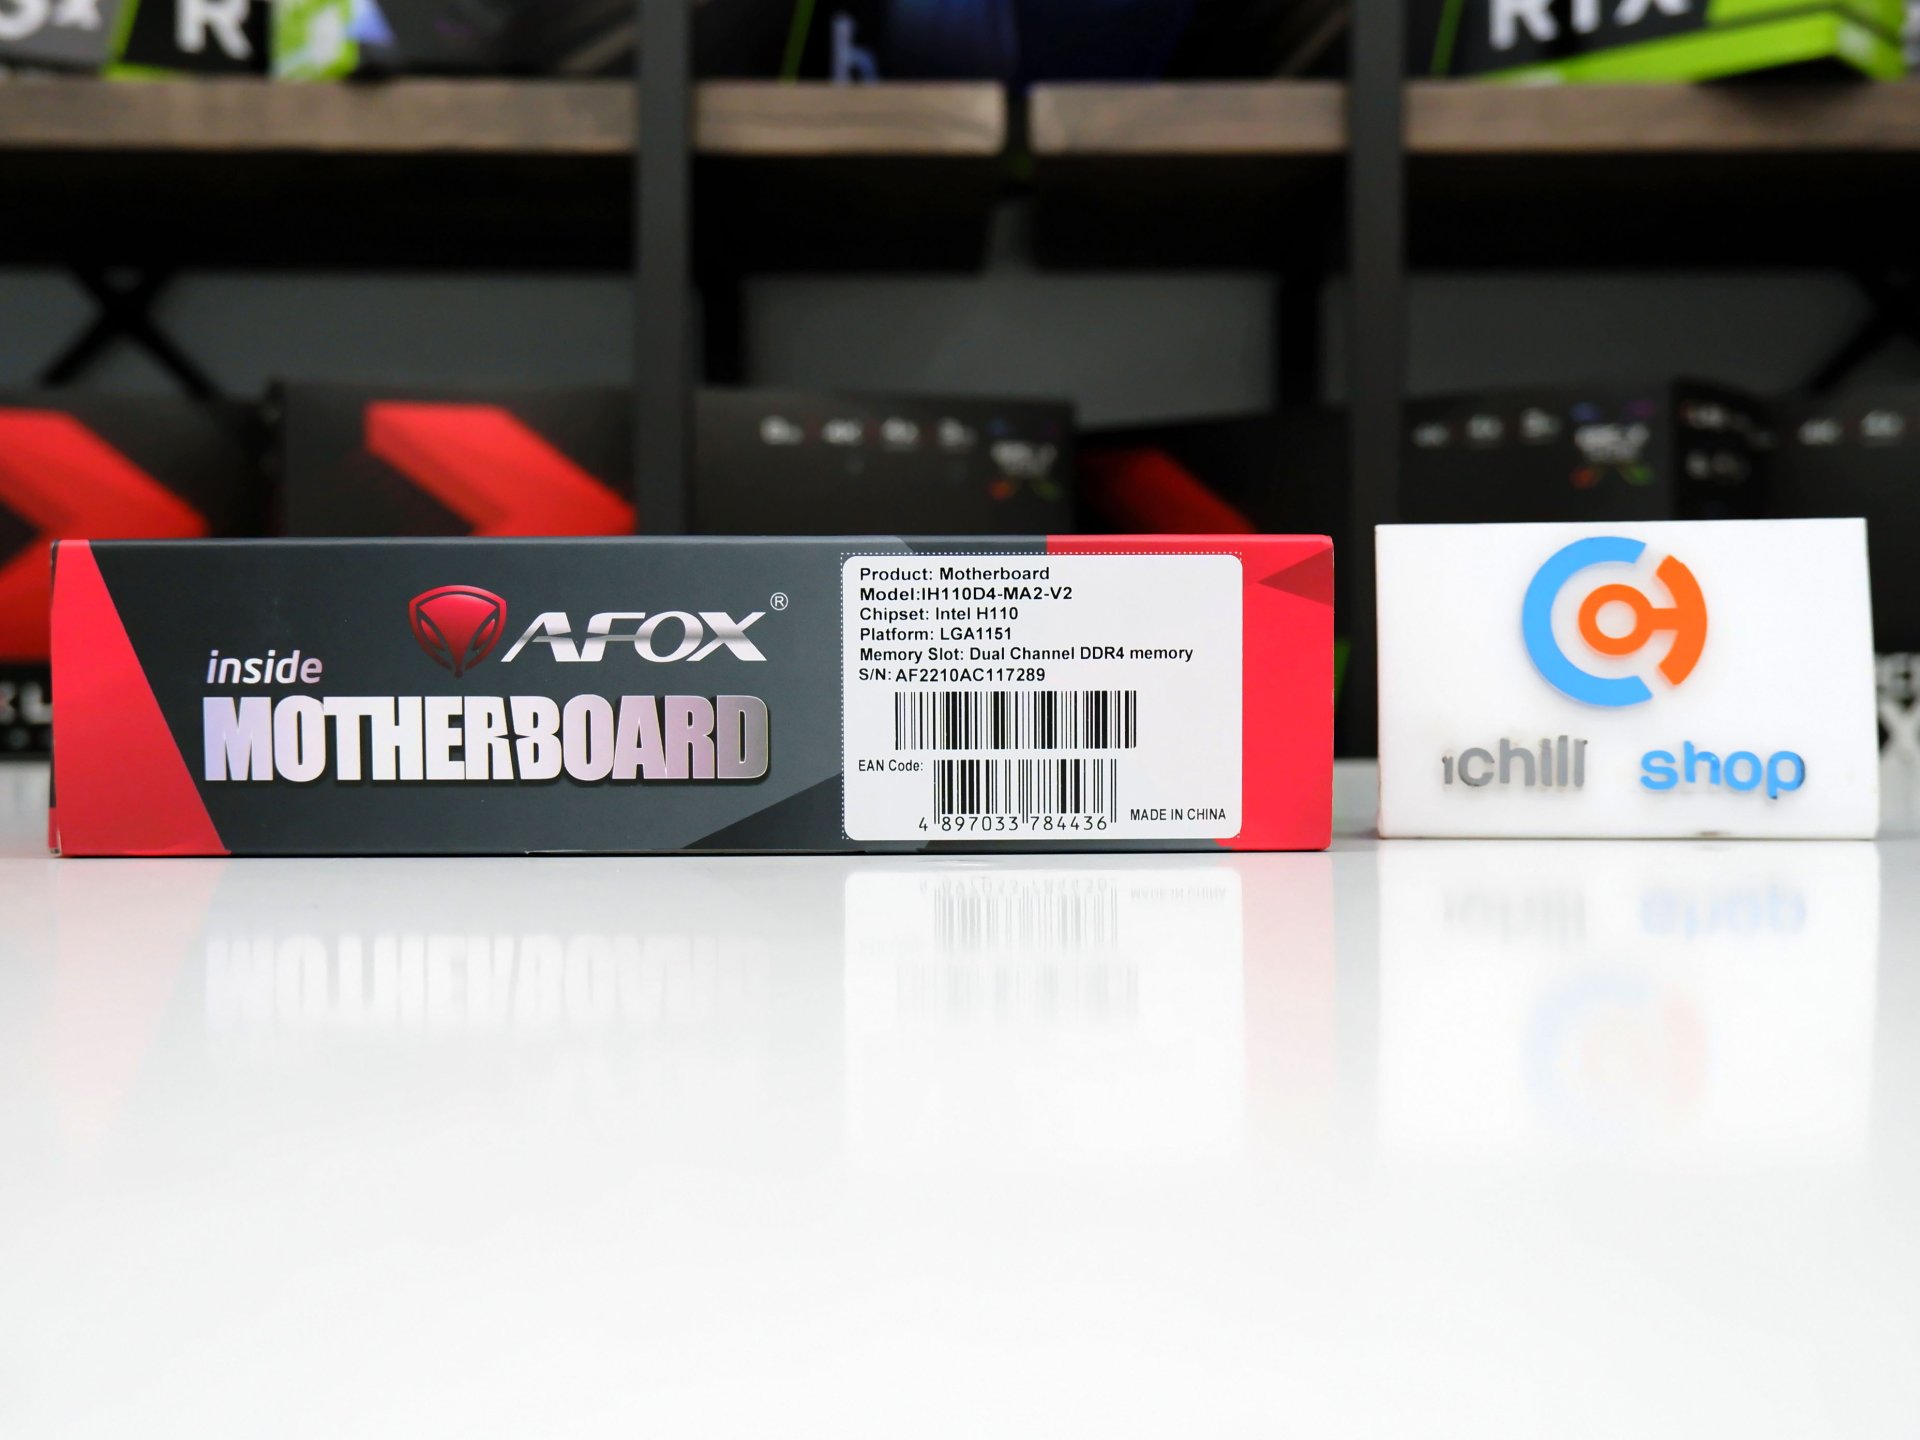 RTX
AFOX®
inside
MOTHERBOARD
Product: Motherboard
Model:IH110D4-MA2-V2
Chipset: Intel H110
Platform: LGA1151
Memory Slot: Dual Channel DDR4 memory
S/N: AF2210AC117289
EAN Code:
4 897033 784436
MADE IN CHINA
ichill shop